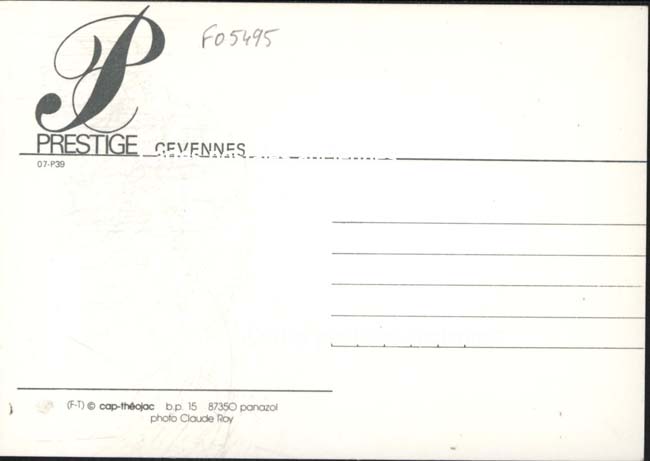 F05495
P
PRESTIGE CEVENNES
07-P39
(F-T) © cap-théojac b.p. 15 87350 panazol
photo Claude Roy